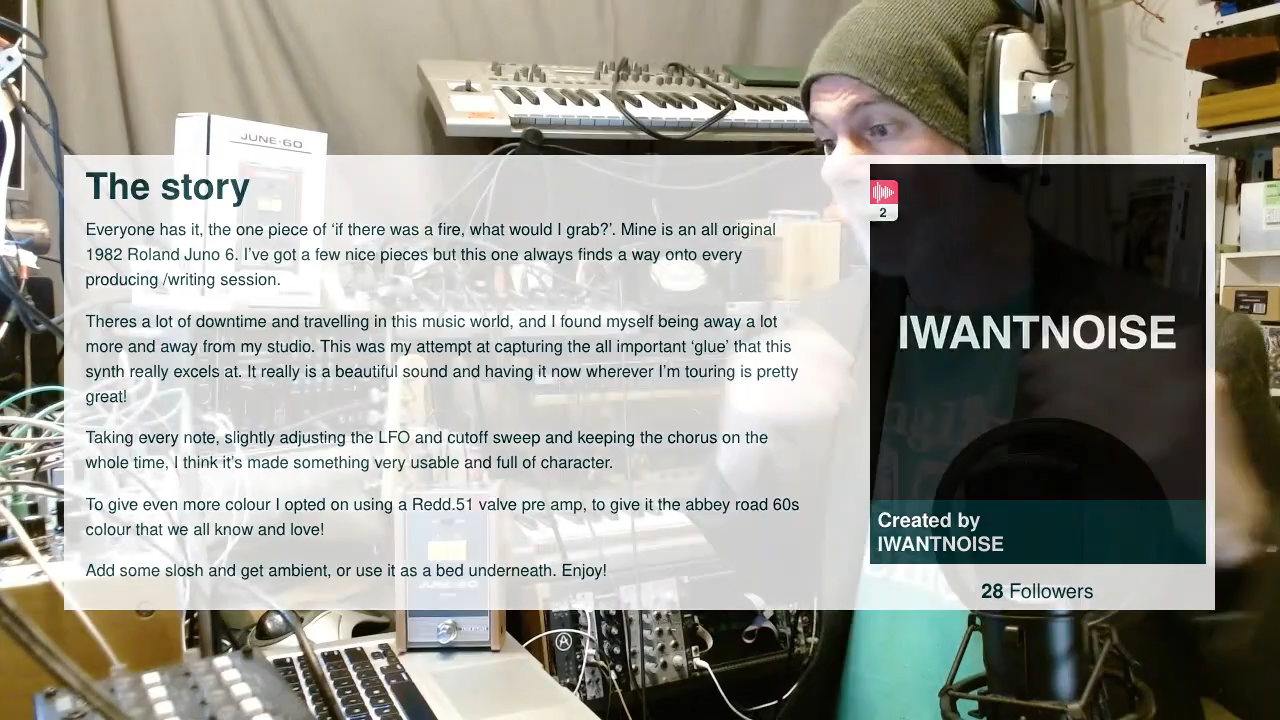 JUNE-60
The story
Everyone has it, the one piece of ‘if there was a fire, what would I grab?’. Mine is an all original
1982 Roland Juno 6. I’ve got a few nice pieces but this one always finds a way onto every
producing /writing session.
Theres a lot of downtime and travelling in this music world, and I found myself being away a lot
more and away from my studio. This was my attempt at capturing the all important ‘glue’ that this
synth really excels at. It really is a beautiful sound and having it now wherever I’m touring is pretty
great!
Taking every note, slightly adjusting the LFO and cutoff sweep and keeping the chorus on the
whole time, I think it’s made something very usable and full of character.
To give even more colour I opted on using a Redd.51 valve pre amp, to give it the abbey road 60s
colour that we all know and love!
Add some slosh and get ambient, or use it as a bed underneath. Enjoy!
2
IWANTNOISE
Created by
IWANTNOISE
28 Followers
JUNE-60